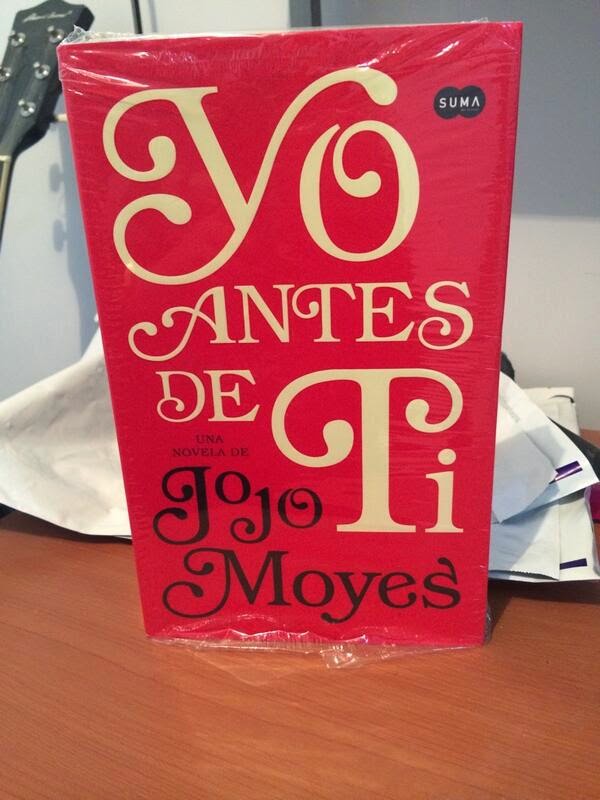 SUMA
YO
ANTES
DE Ti
UNA
NOVELA DE
JOJO
Moyes